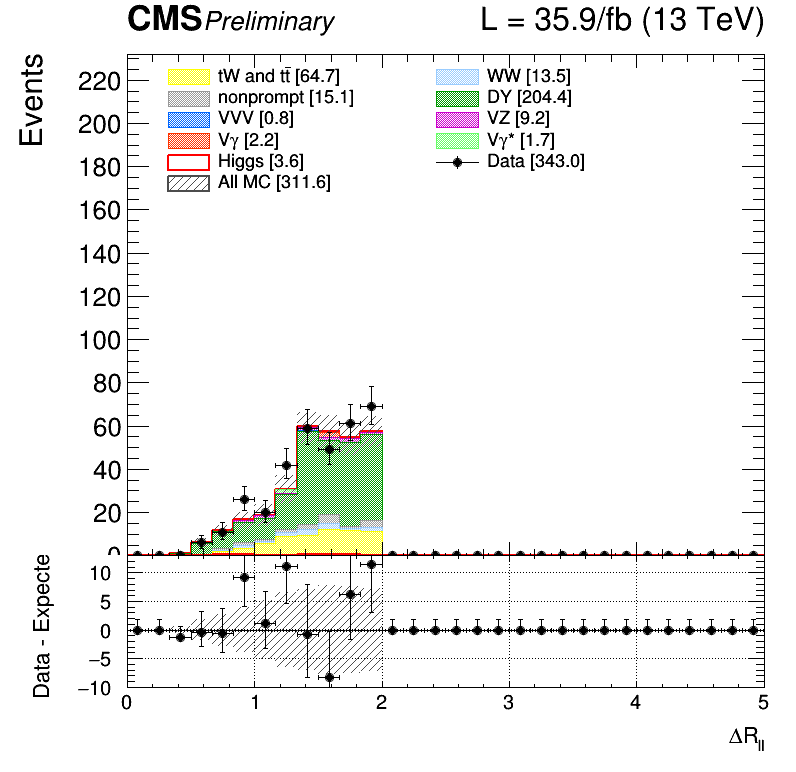 CMS Preliminary L = 35.9/fb (13 TeV)
Events
tW and tt̄ [64.7] WW [13.5]
nonprompt [15.1] DY [204.4]
VVV [0.8] VZ [9.2]
Vγ [2.2] Vγ* [1.7]
Higgs [3.6] Data [343.0]
All MC [311.6]
220
200
180
160
140
120
100
80
60
40
20
0
Data - Expecte
10
5
0
−5
−10
0 1 2 3 4 5
ΔR_ll